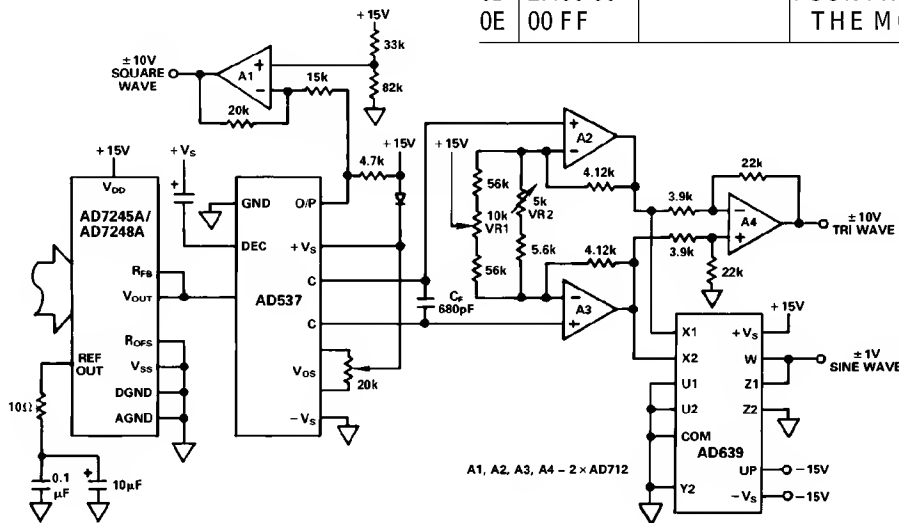 0E 00 FF
THE M
+15V
33k
82k
±10V
SQUARE
WAVE
A1
+
−
15k
20k
+15V
4.7k
+15V
VDD
AD7245A/
AD7248A
RFB
VOUT
ROFS
VSS
DGND
AGND
REF
OUT
10Ω
0.1
µF
+
10µF
+VS
+
GND
DEC
O/P
+VS
C
C
VOS
−VS
AD537
20k
CF
680pF
+15V
56k
10k
VR1
56k
5k
VR2
5.6k
+
−
A2
4.12k
4.12k
−
+
A3
3.9k
3.9k
22k
−
+
A4
22k
±10V
TRI WAVE
X1
X2
U1
U2
COM
Y2
+VS
W
Z1
Z2
AD639
UP
−VS
+15V
±1V
SINE WAVE
−15V
−15V
A1, A2, A3, A4 – 2 × AD712